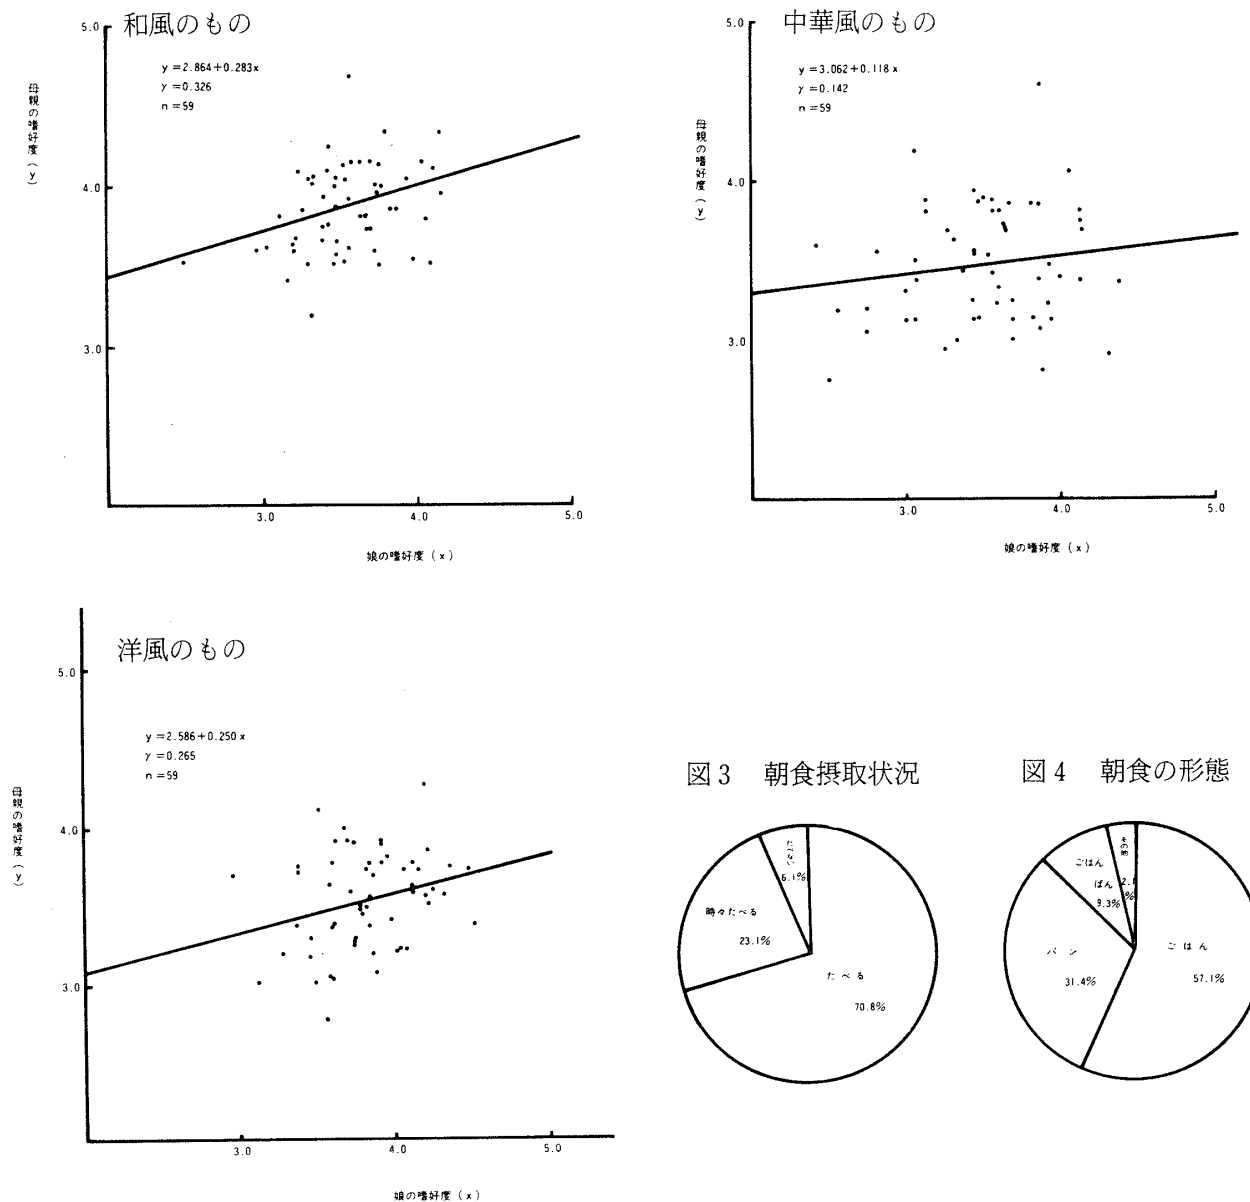 和風のもの
5.0
y=2.864+0.283x
γ=0.326
n=59
母親の嗜好度(y)
4.0
3.0
3.0
4.0
5.0
娘の嗜好度(x)
中華風のもの
5.0
y=3.062+0.118x
γ=0.142
n=59
母親の嗜好度(y)
4.0
3.0
3.0
4.0
5.0
娘の嗜好度(x)
洋風のもの
5.0
y=2.586+0.250x
γ=0.265
n=59
母親の嗜好度(y)
4.0
3.0
3.0
4.0
5.0
娘の嗜好度(x)
図3 朝食摂取状況
6.1%
時々たべる
23.1%
たべる
70.8%
図4 朝食の形態
その他
ごはん
ぱん
9.3%
パン
31.4%
ごはん
57.1%